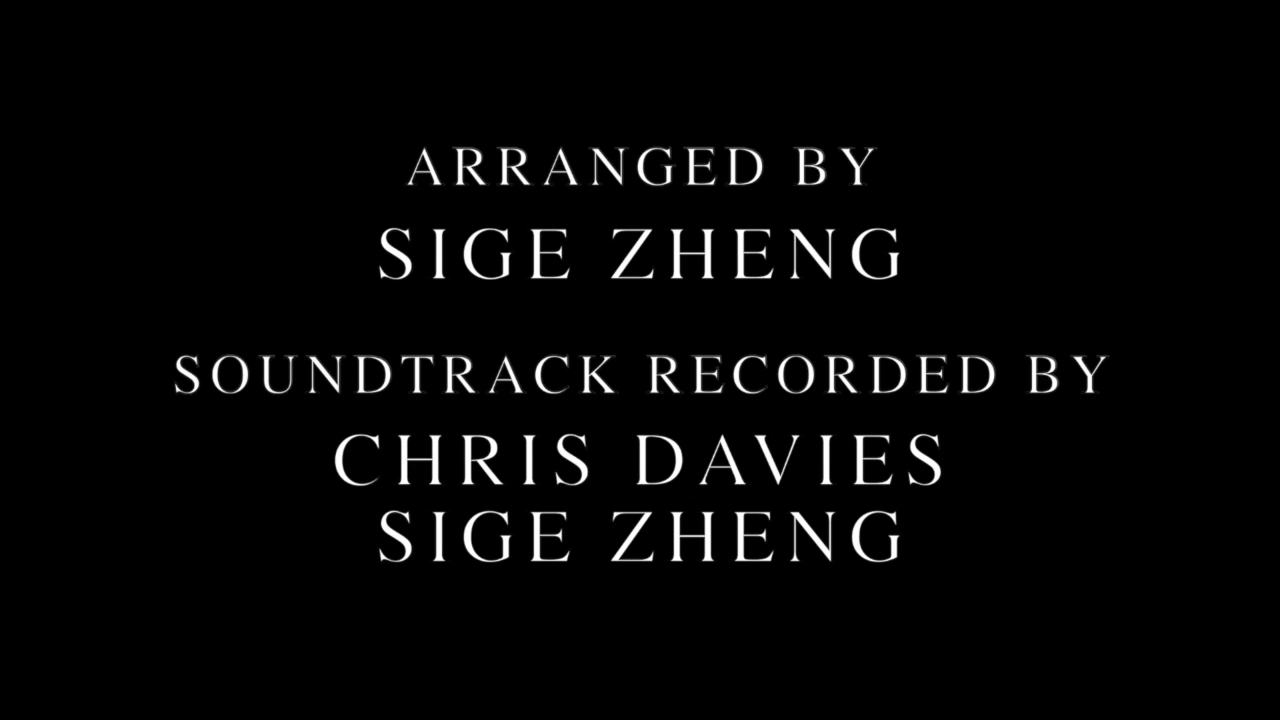 ARRANGED BY
SIGE ZHENG
SOUNDTRACK RECORDED BY
CHRIS DAVIES
SIGE ZHENG